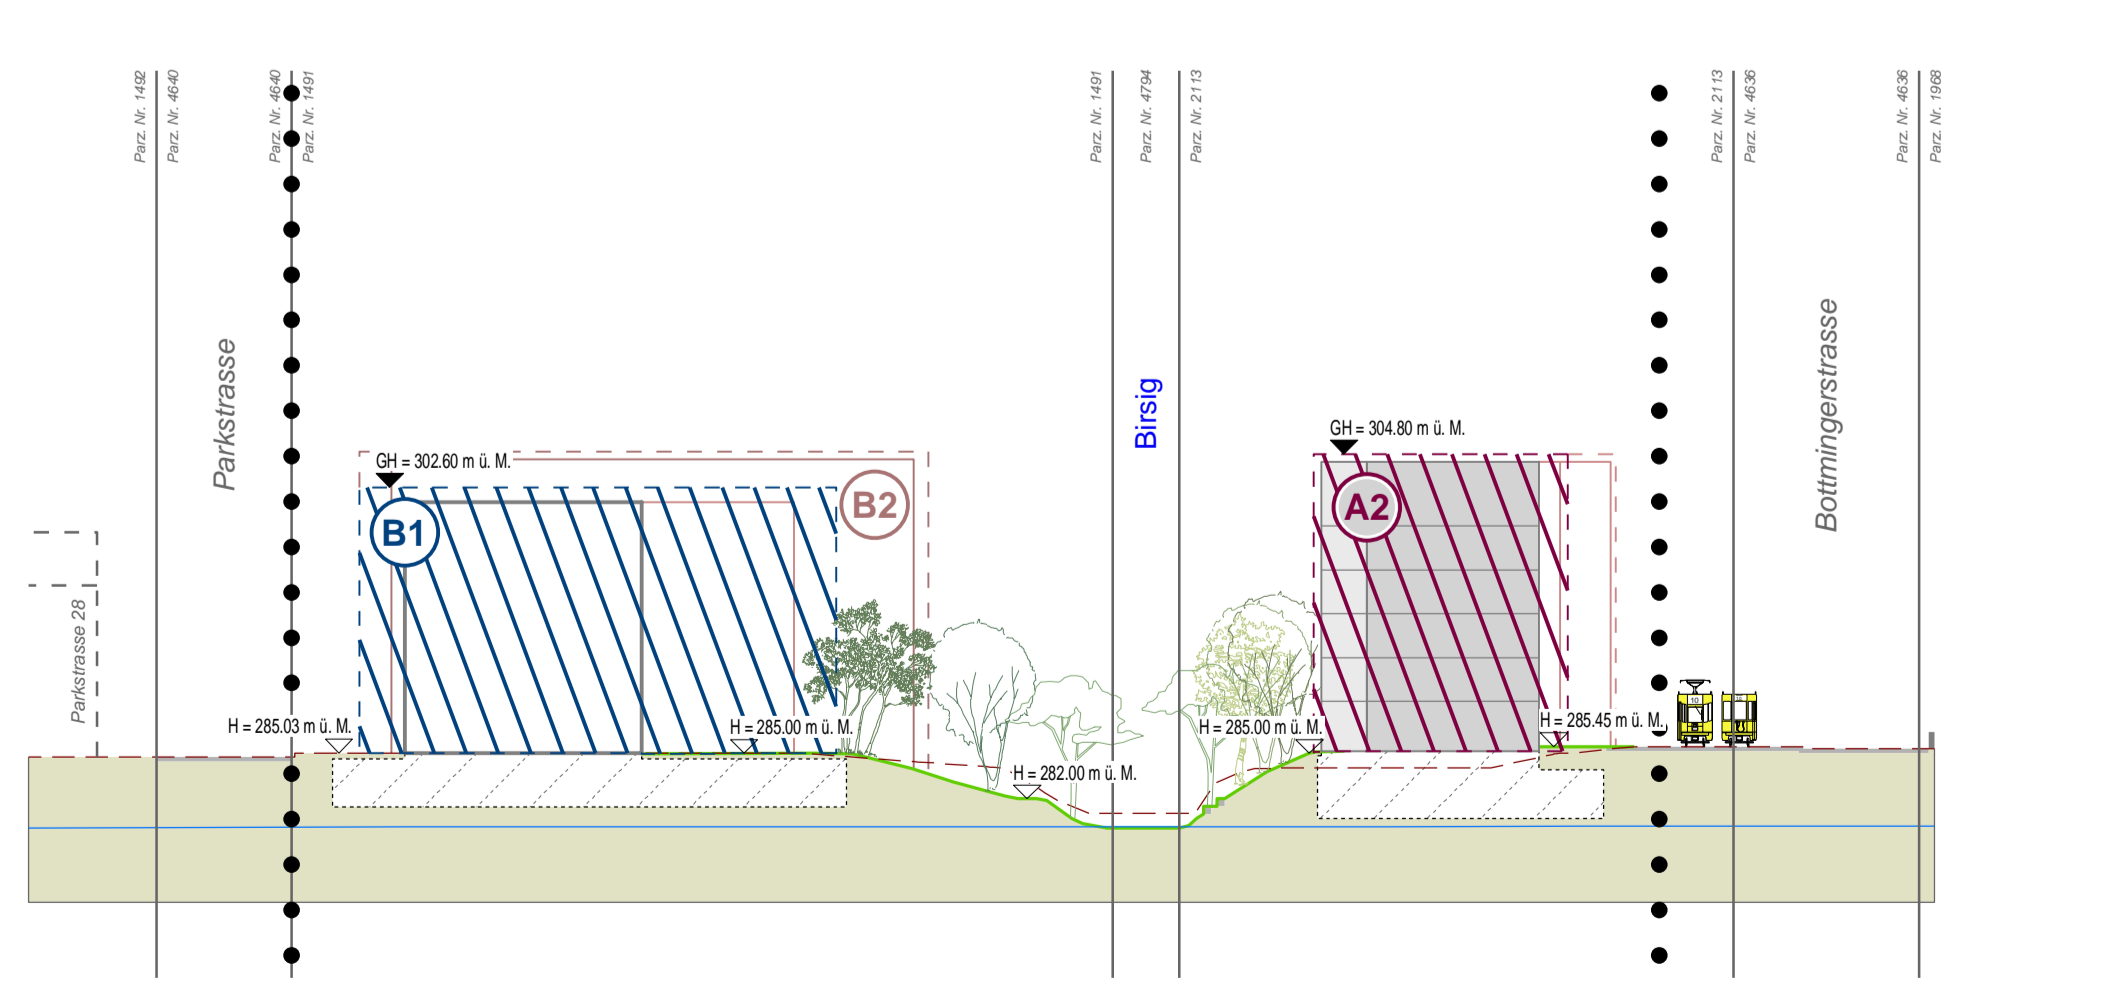 Parz. Nr. 1492
Parz. Nr. 4640
Parz. Nr. 4640
Parz. Nr. 1491
Parz. Nr. 1491
Parz. Nr. 4794
Parz. Nr. 2113
Parz. Nr. 2113
Parz. Nr. 4636
Parz. Nr. 4636
Parz. Nr. 1968
Parkstrasse
Birsig
Bottmingerstrasse
GH = 304.80 m ü. M.
GH = 302.60 m ü. M.
B1
B2
A2
Parkstrasse 28
H = 285.03 m ü. M.
H = 285.00 m ü. M.
H = 285.00 m ü. M.
H = 285.45 m ü. M.
H = 282.00 m ü. M.
10